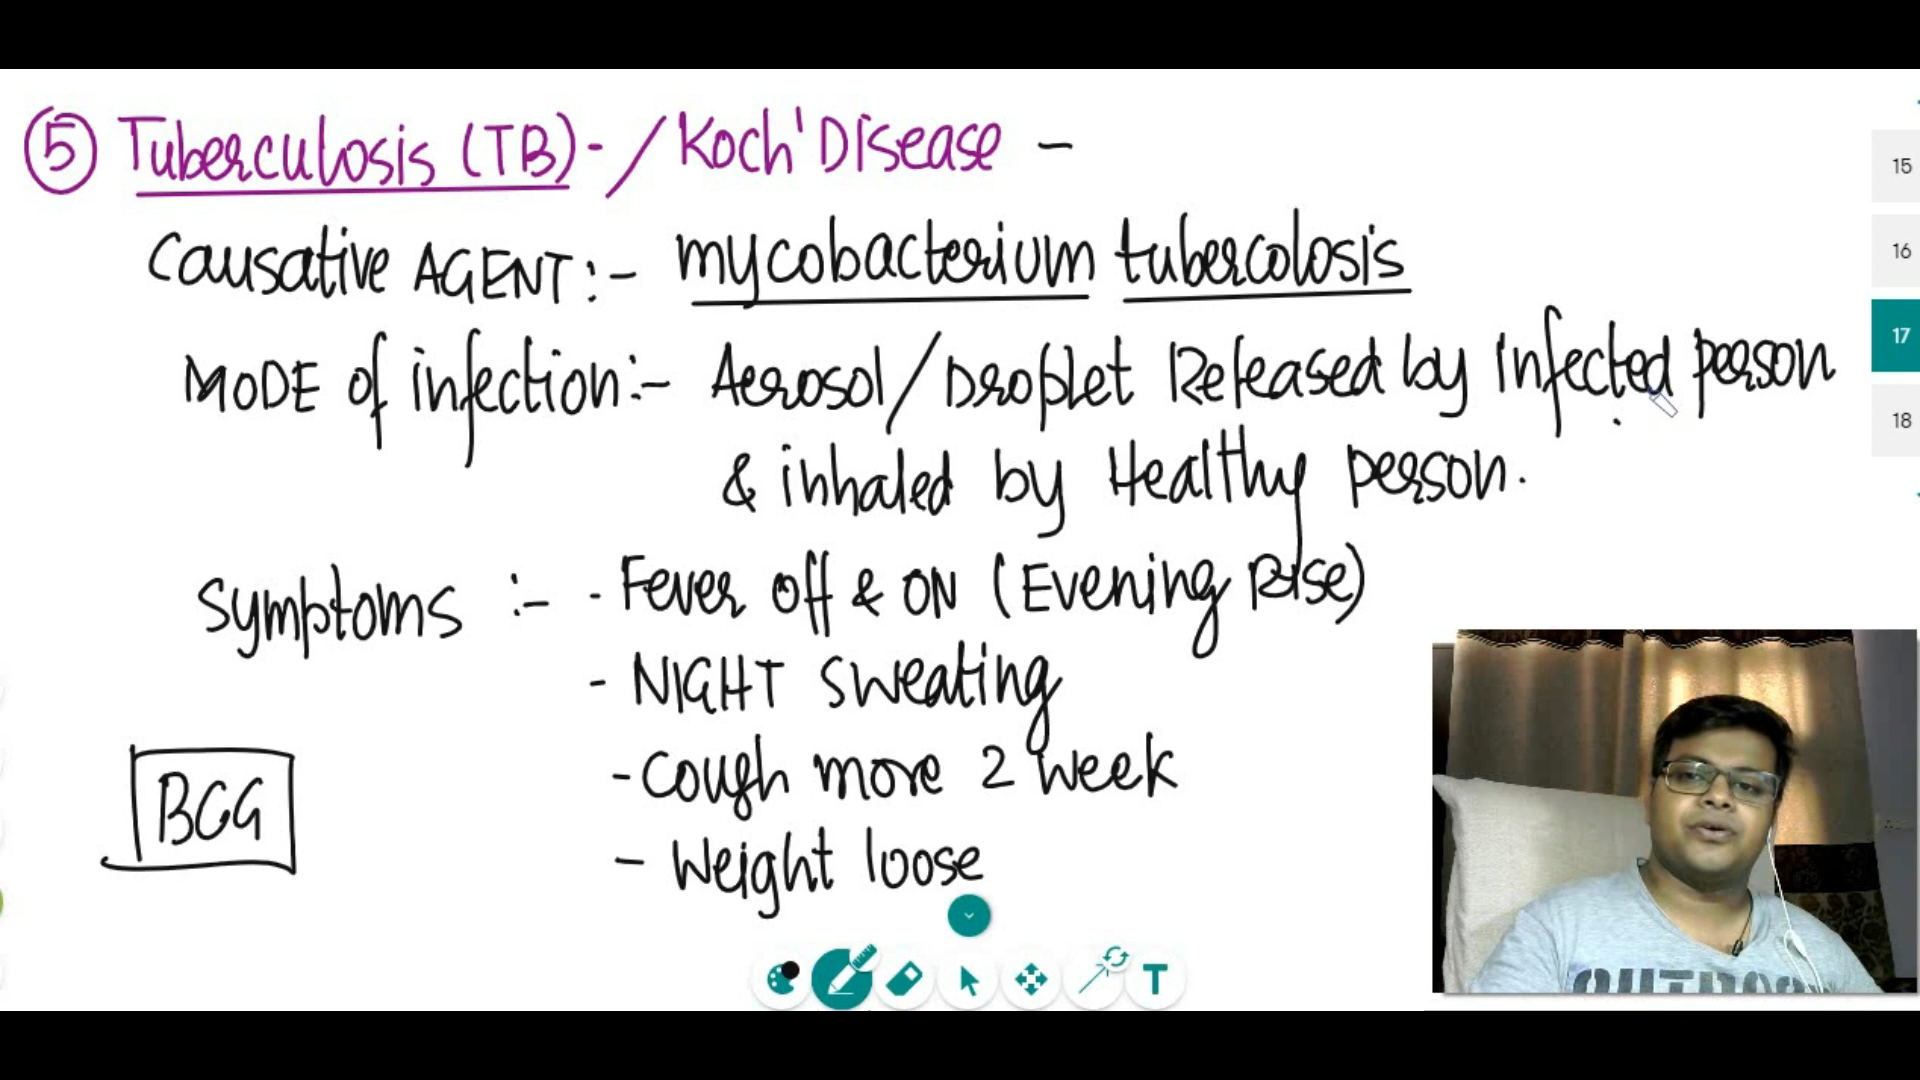 ⑤ Tuberculosis (TB)- / Koch' Disease –
Causative AGENT :- mycobacterium tubercolosis
MODE of infection :- Aerosol / Droplet Released by infected person
& inhaled by Healthy person.
Symptoms :- - Fever off & ON (Evening Rise)
- NIGHT sweating
- Cough more 2 week
- Weight loose
BCG
15
16
17
18
T
OUTDOO